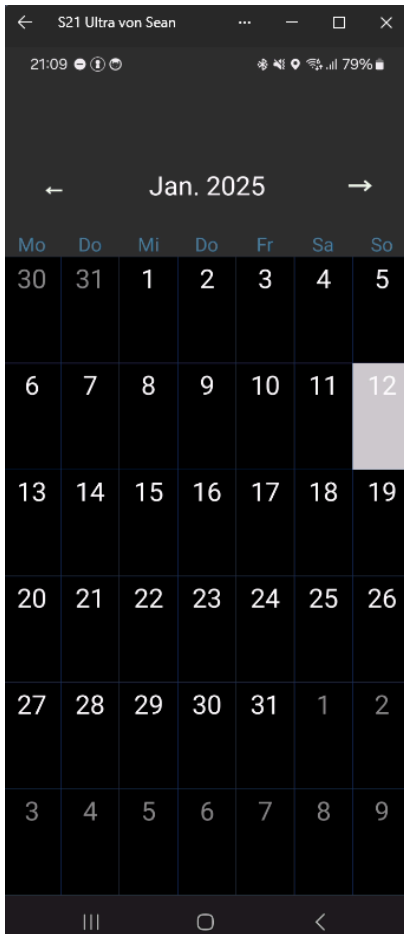 S21 Ultra von Sean
21:09 79%
Jan. 2025
Mo Do Mi Do Fr Sa So
30 31 1 2 3 4 5
6 7 8 9 10 11 12
13 14 15 16 17 18 19
20 21 22 23 24 25 26
27 28 29 30 31 1 2
3 4 5 6 7 8 9